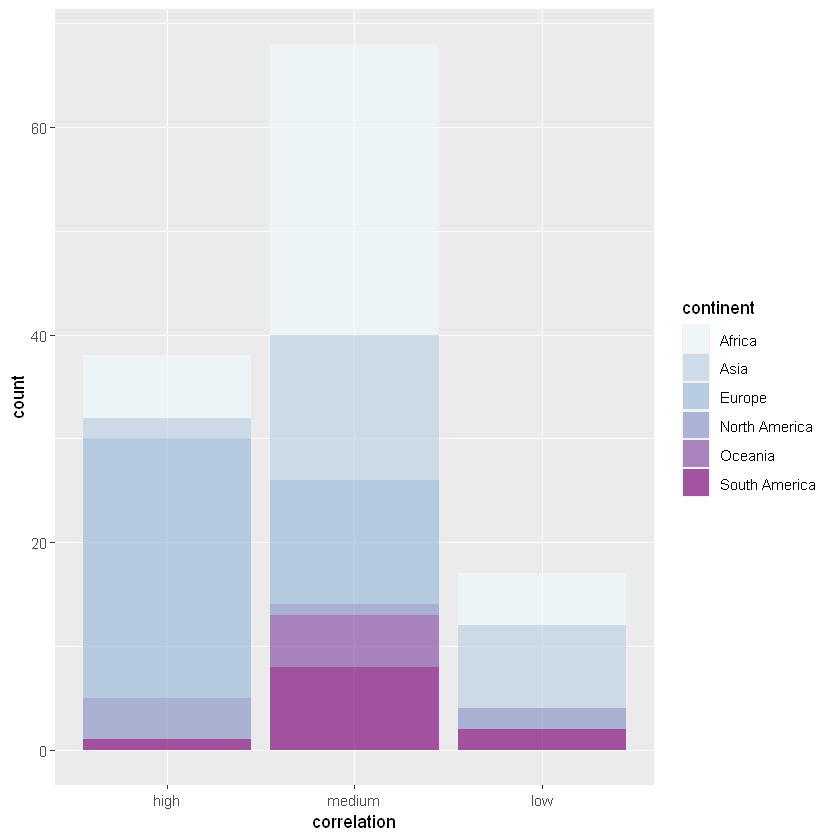 60
40
20
0
count
high
medium
low
correlation
continent
Africa
Asia
Europe
North America
Oceania
South America